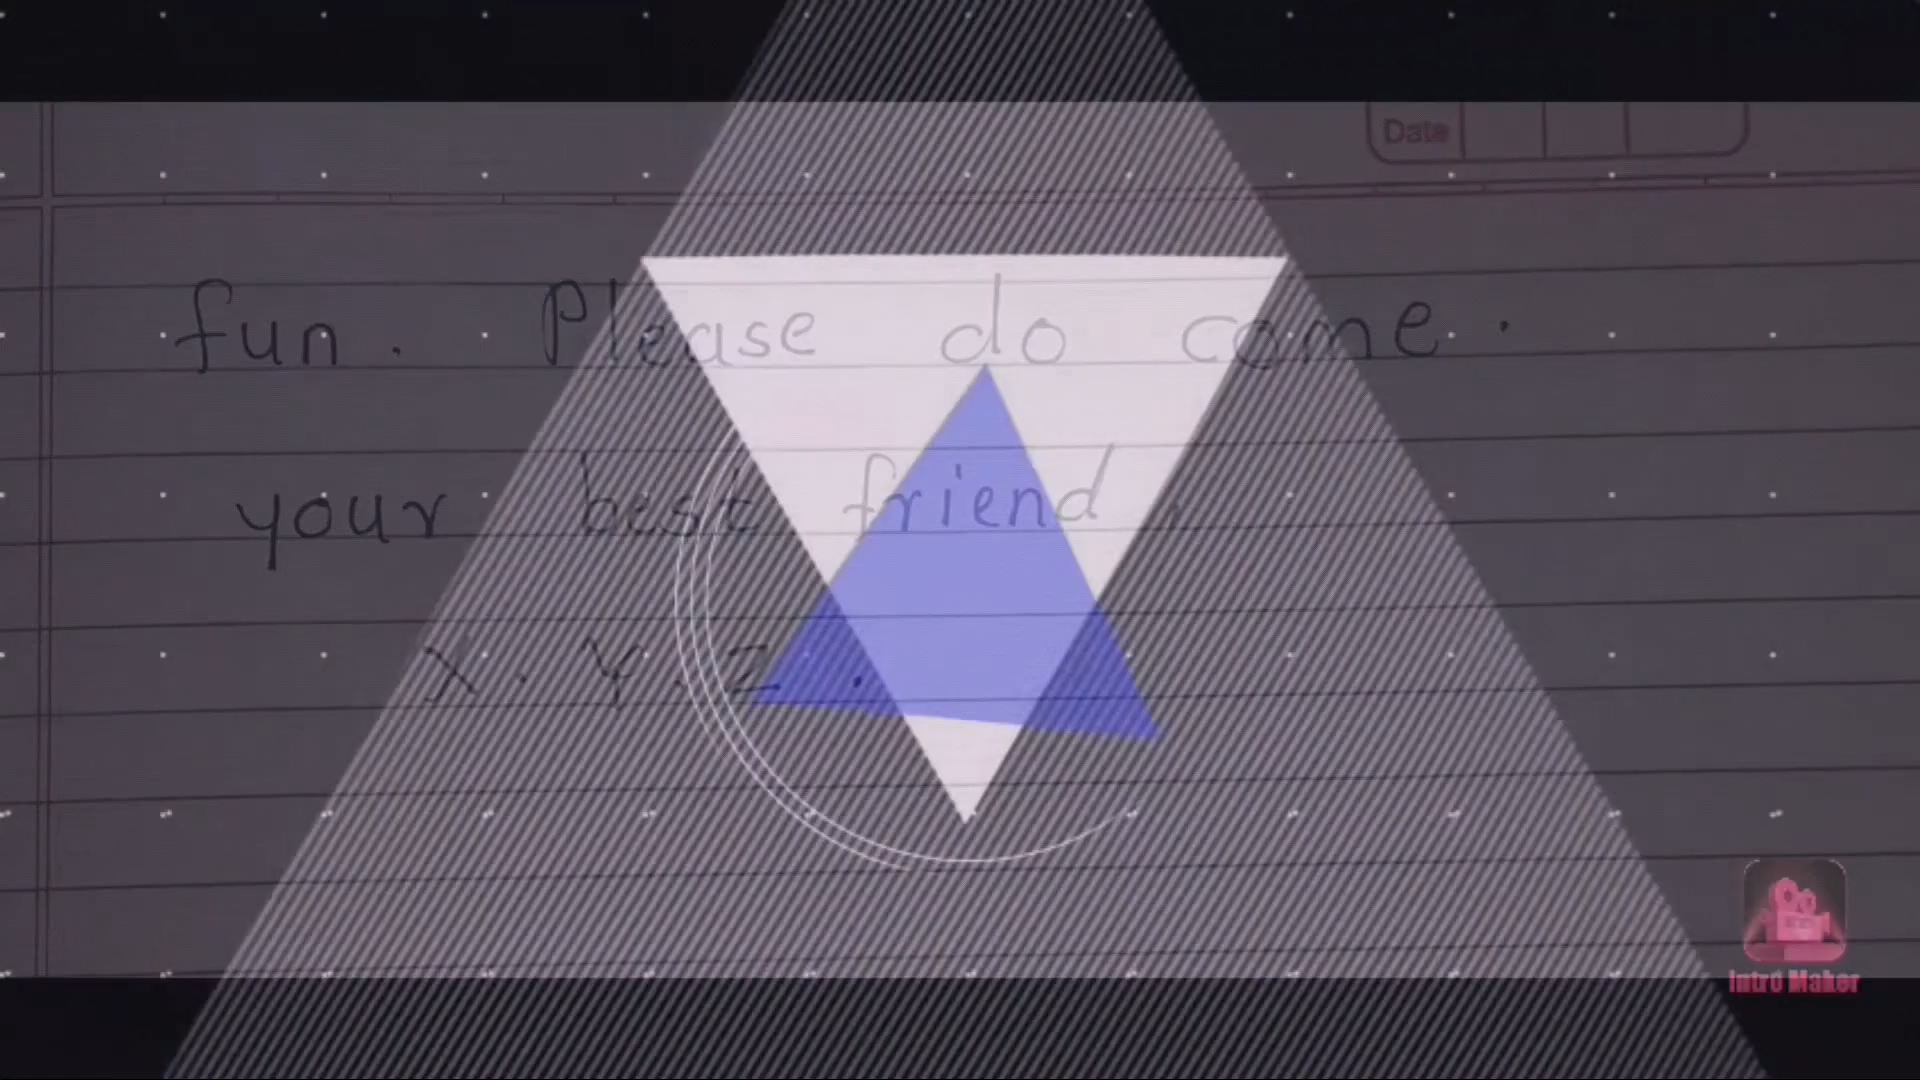 Date
fun. Please do come.
your best friend,
X. Y. Z.
Intro Maker